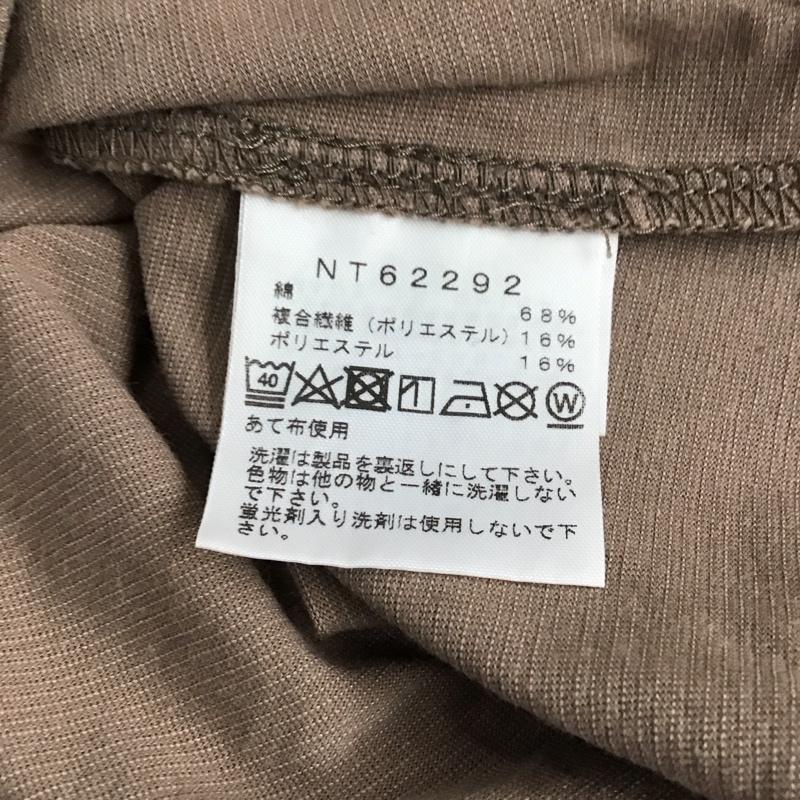 NT62292
綿 68%
複合繊維(ポリエステル) 16%
ポリエステル 16%
40 W
あて布使用
洗濯は製品を裏返しにして下さい。
色物は他の物と一緒に洗濯しない
で下さい。
蛍光剤入り洗剤は使用しないで下
さい。